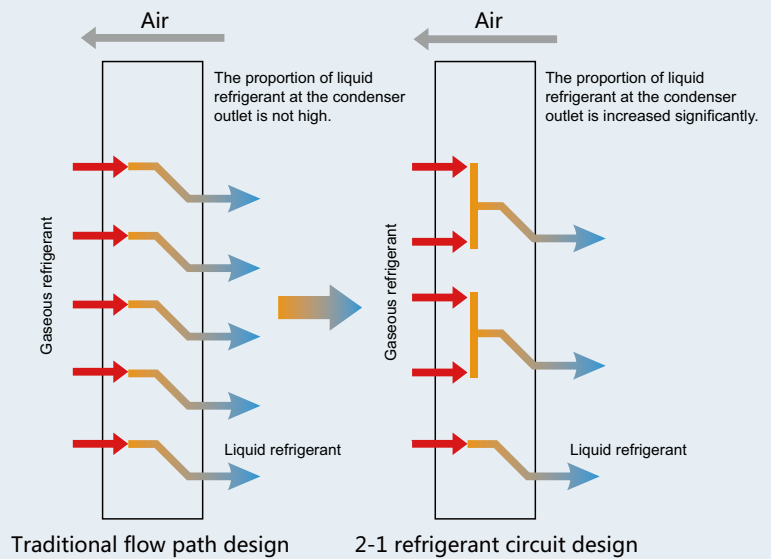 Air
The proportion of liquid
refrigerant at the condenser
outlet is not high.
Gaseous refrigerant
Liquid refrigerant
Traditional flow path design
Air
The proportion of liquid
refrigerant at the condenser
outlet is increased significantly.
Gaseous refrigerant
Liquid refrigerant
2-1 refrigerant circuit design